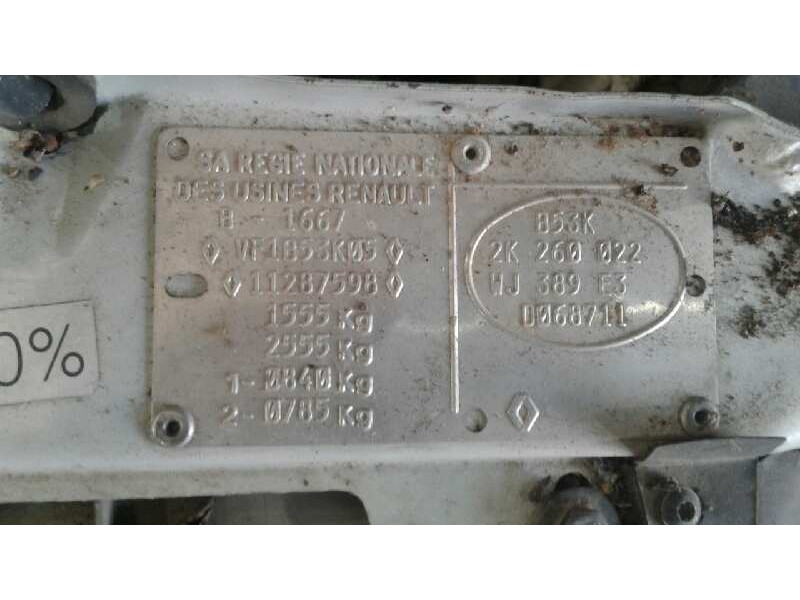 SA REGIE NATIONALE
DES USINES RENAULT
B - 1667
VF1B53K05
11287598
1555 Kg
2555 Kg
1 - 0840 Kg
2 - 0785 Kg
B53K
2K 260 022
WJ 389 E3
D068711
0%